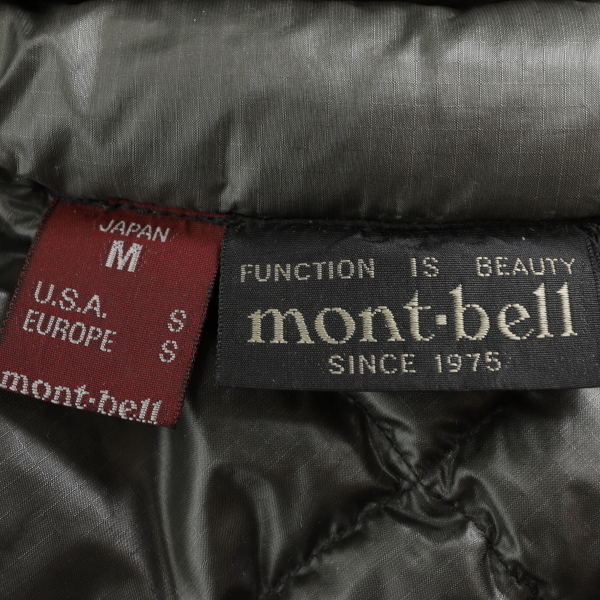 JAPAN
M
U.S.A. S
EUROPE S
mont-bell
FUNCTION IS BEAUTY
mont·bell
SINCE 1975